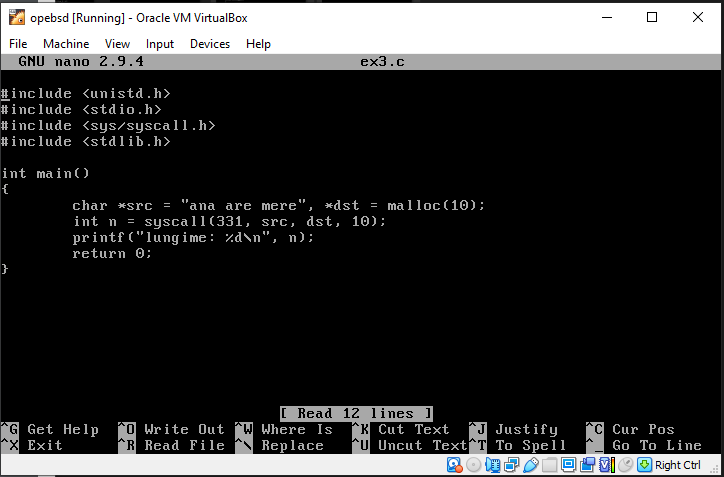 opebsd [Running] - Oracle VM VirtualBox
File Machine View Input Devices Help
GNU nano 2.9.4 ex3.c
#include <unistd.h>
#include <stdio.h>
#include <sys/syscall.h>
#include <stdlib.h>
int main()
{
char *src = "ana are mere", *dst = malloc(10);
int n = syscall(331, src, dst, 10);
printf("lungime: %d\n", n);
return 0;
}
[ Read 12 lines ]
^G Get Help ^O Write Out ^W Where Is ^K Cut Text ^J Justify ^C Cur Pos
^X Exit ^R Read File ^\ Replace ^U Uncut Text ^T To Spell ^_ Go To Line
Right Ctrl